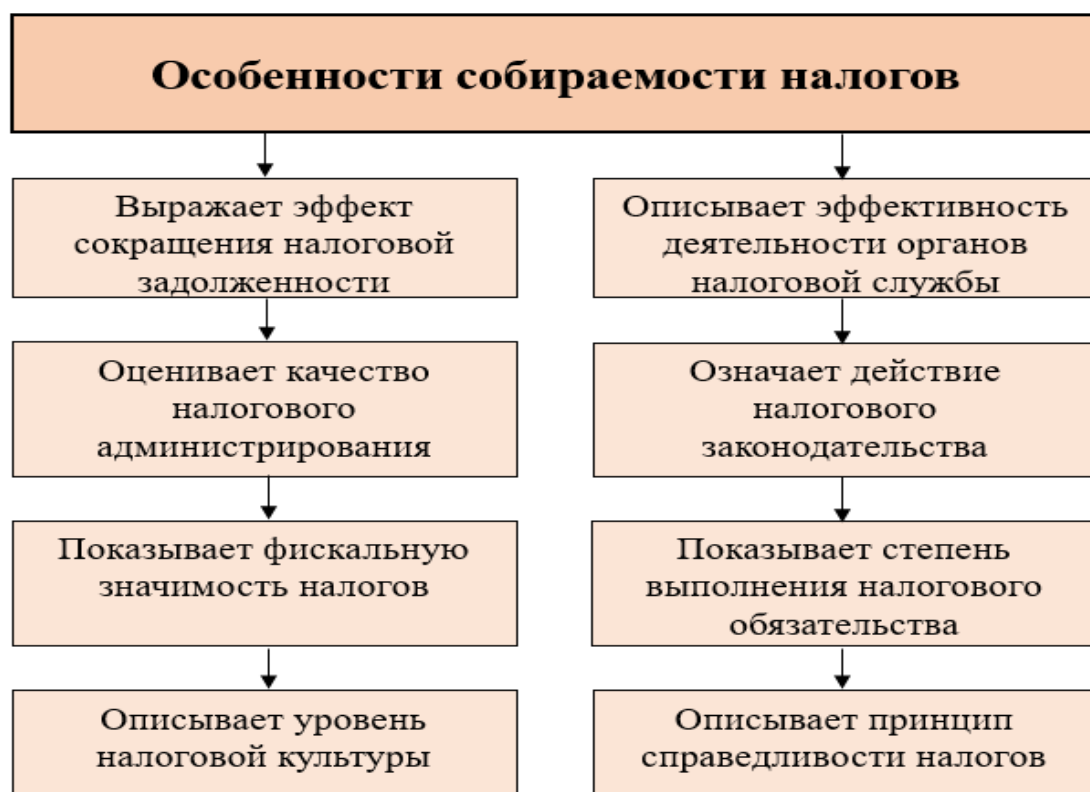 Особенности собираемости налогов
Выражает эффект
сокращения налоговой
задолженности
Оценивает качество
налогового
администрирования
Показывает фискальную
значимость налогов
Описывает уровень
налоговой культуры
Описывает эффективность
деятельности органов
налоговой службы
Означает действие
налогового
законодательства
Показывает степень
выполнения налогового
обязательства
Описывает принцип
справедливости налогов